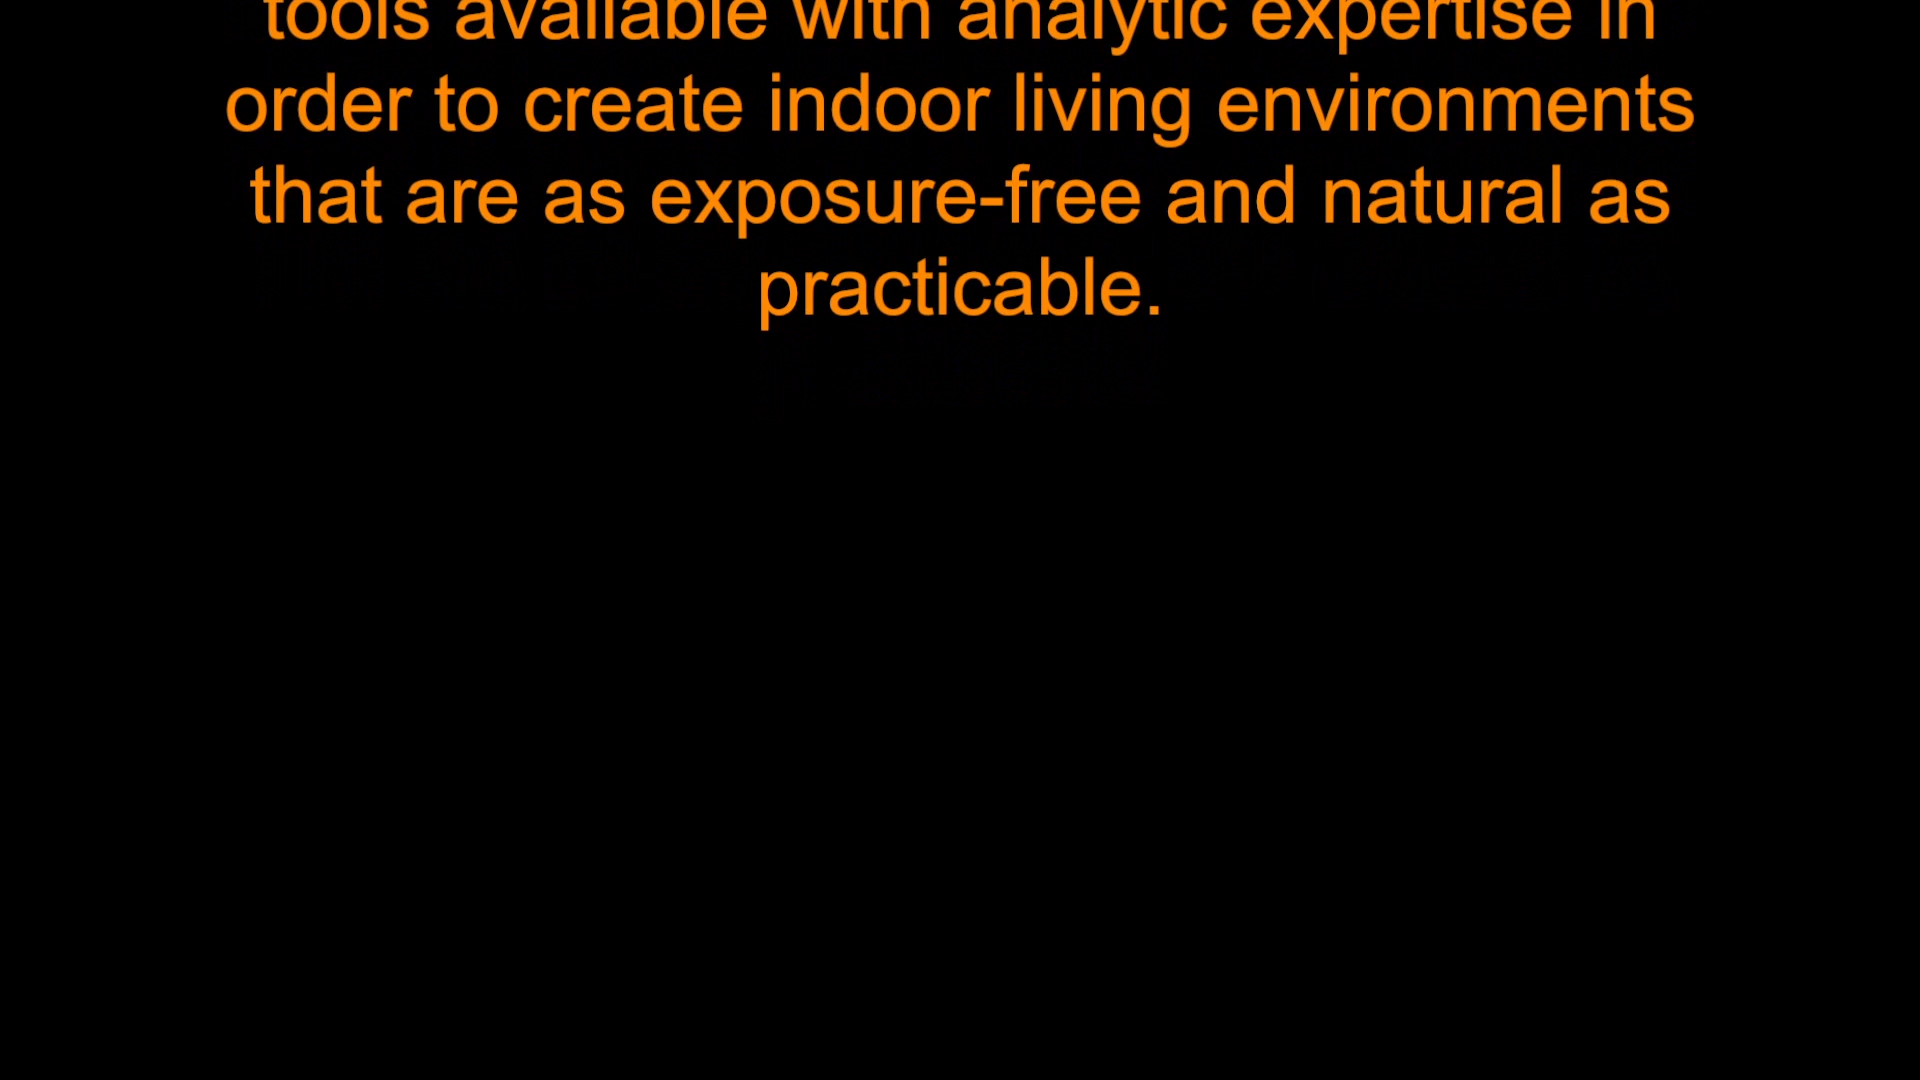 tools available with analytic expertise in
order to create indoor living environments
that are as exposure-free and natural as
practicable.